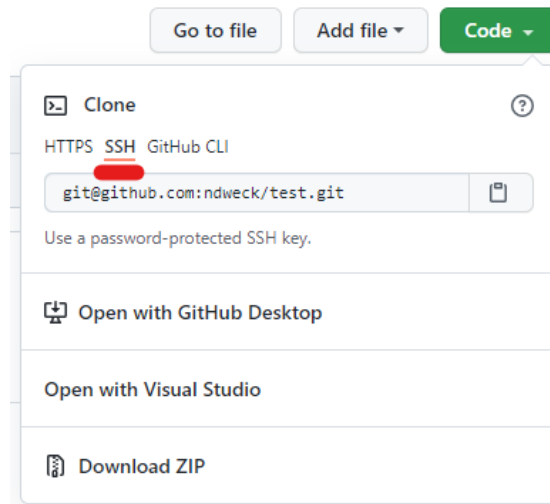 Go to file Add file Code
Clone
HTTPS SSH GitHub CLI
git@github.com:ndweck/test.git
Use a password-protected SSH key.
Open with GitHub Desktop
Open with Visual Studio
Download ZIP